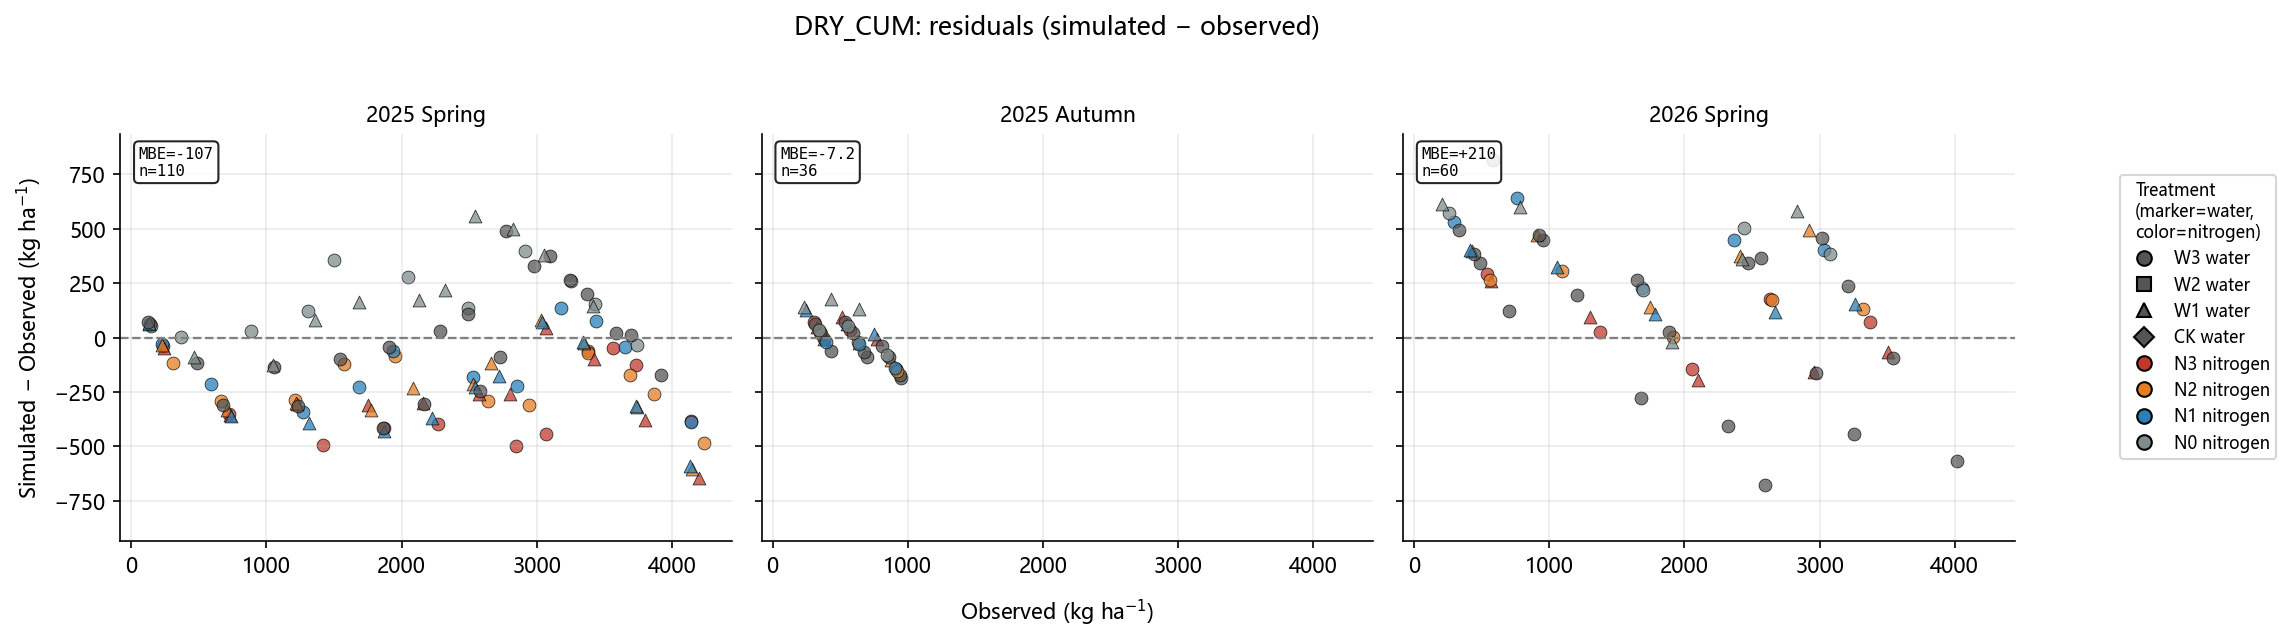 DRY_CUM: residuals (simulated − observed)
2025 Spring
2025 Autumn
2026 Spring
MBE=-107
n=110
MBE=-7.2
n=36
MBE=+210
n=60
Simulated − Observed (kg ha⁻¹)
750
500
250
0
−250
−500
−750
0 1000 2000 3000 4000
0 1000 2000 3000 4000
0 1000 2000 3000 4000
Observed (kg ha⁻¹)
Treatment
(marker=water,
color=nitrogen)
W3 water
W2 water
W1 water
CK water
N3 nitrogen
N2 nitrogen
N1 nitrogen
N0 nitrogen